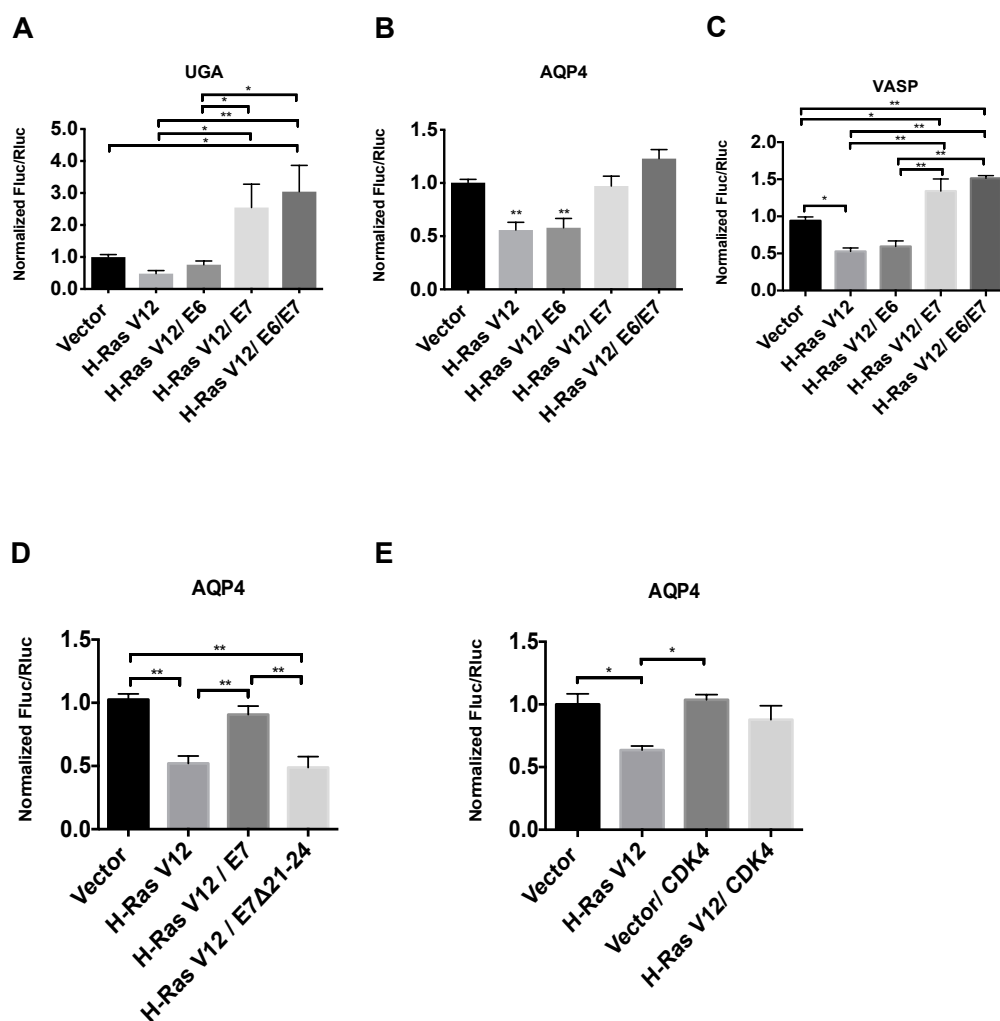 A
UGA
* 
*
**
*
*
5.0
4.0
3.0
2.0
1.0
0.0
Normalized Fluc/Rluc
Vector
H-Ras V12
H-Ras V12/ E6
H-Ras V12/ E7
H-Ras V12/ E6/E7
B
AQP4
1.5
1.0
0.5
0.0
Normalized Fluc/Rluc
**
**
Vector
H-Ras V12
H-Ras V12/ E6
H-Ras V12/ E7
H-Ras V12/ E6/E7
C
VASP
**
*
**
**
**
**
*
2.0
1.5
1.0
0.5
0.0
Normalized Fluc/Rluc
Vector
H-Ras V12
H-Ras V12/ E6
H-Ras V12/ E7
H-Ras V12/ E6/E7
D
AQP4
**
**
**
**
1.5
1.0
0.5
0.0
Normalized Fluc/Rluc
Vector
H-Ras V12
H-Ras V12 / E7
H-Ras V12 / E7Δ21-24
E
AQP4
*
*
1.5
1.0
0.5
0.0
Normalized Fluc/Rluc
Vector
H-Ras V12
Vector/ CDK4
H-Ras V12/ CDK4